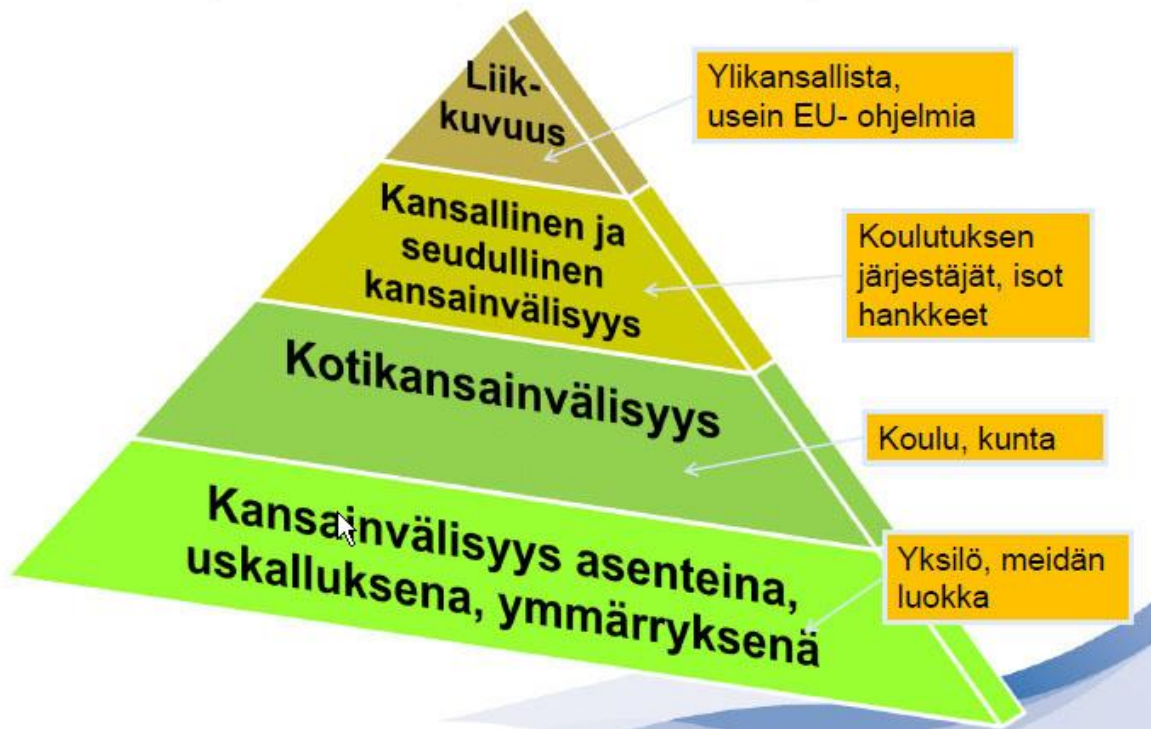 Liik-
kuvuus
Ylikansallista,
usein EU- ohjelmia
Kansallinen ja
seudullinen
kansainvälisyys
Koulutuksen
järjestäjät, isot
hankkeet
Kotikansainvälisyys
Koulu, kunta
Kansainvälisyys asenteina,
uskalluksena, ymmärryksenä
Yksilö, meidän
luokka